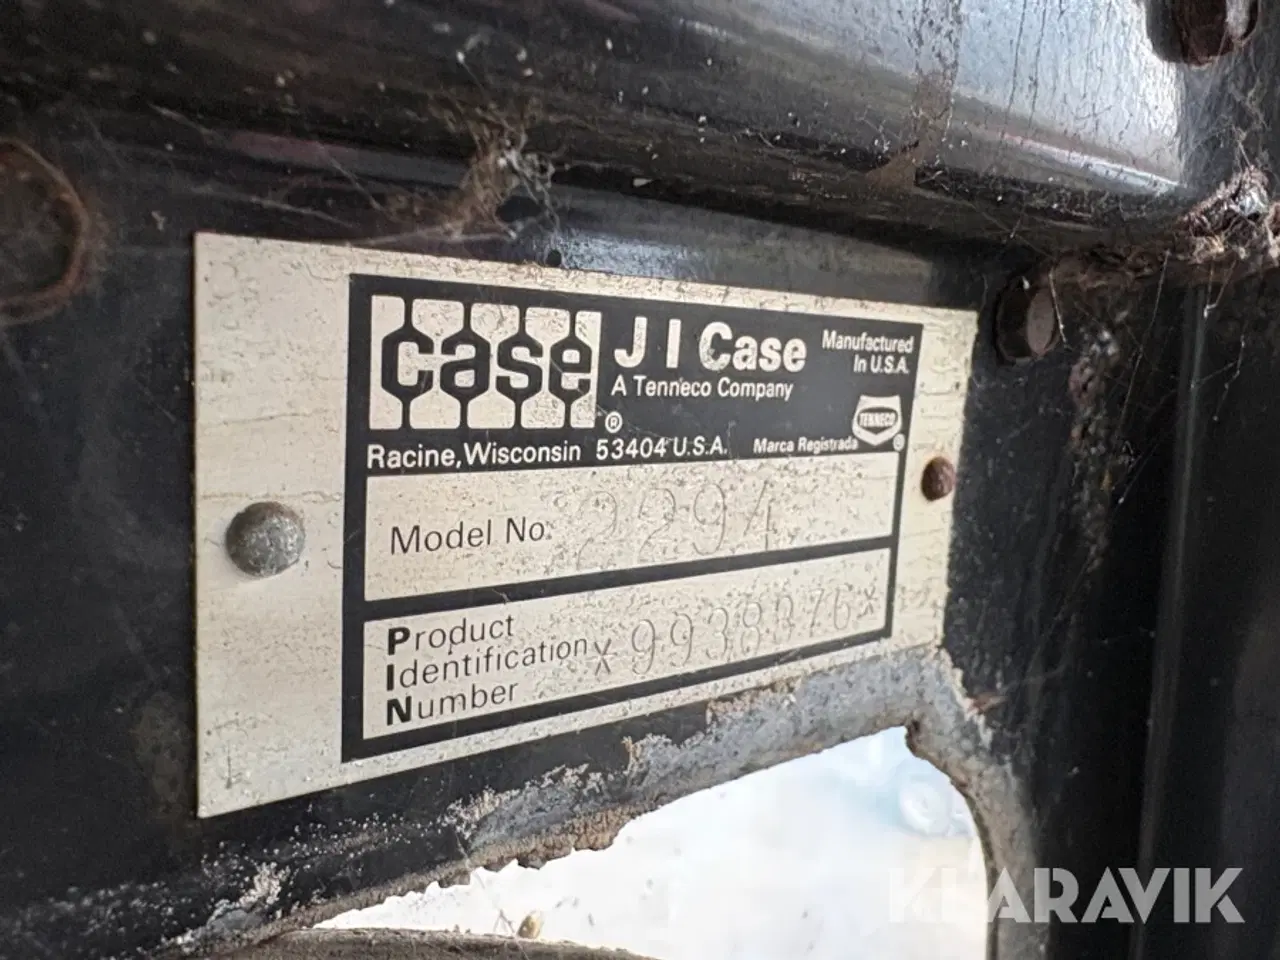 case
®
J I Case
A Tenneco Company
Manufactured
In U.S.A.
TENNECO
®
Racine, Wisconsin 53404 U.S.A. Marca Registrada
Model No. 2294
Product
Identification
Number
*9938076*
KLARAVIK